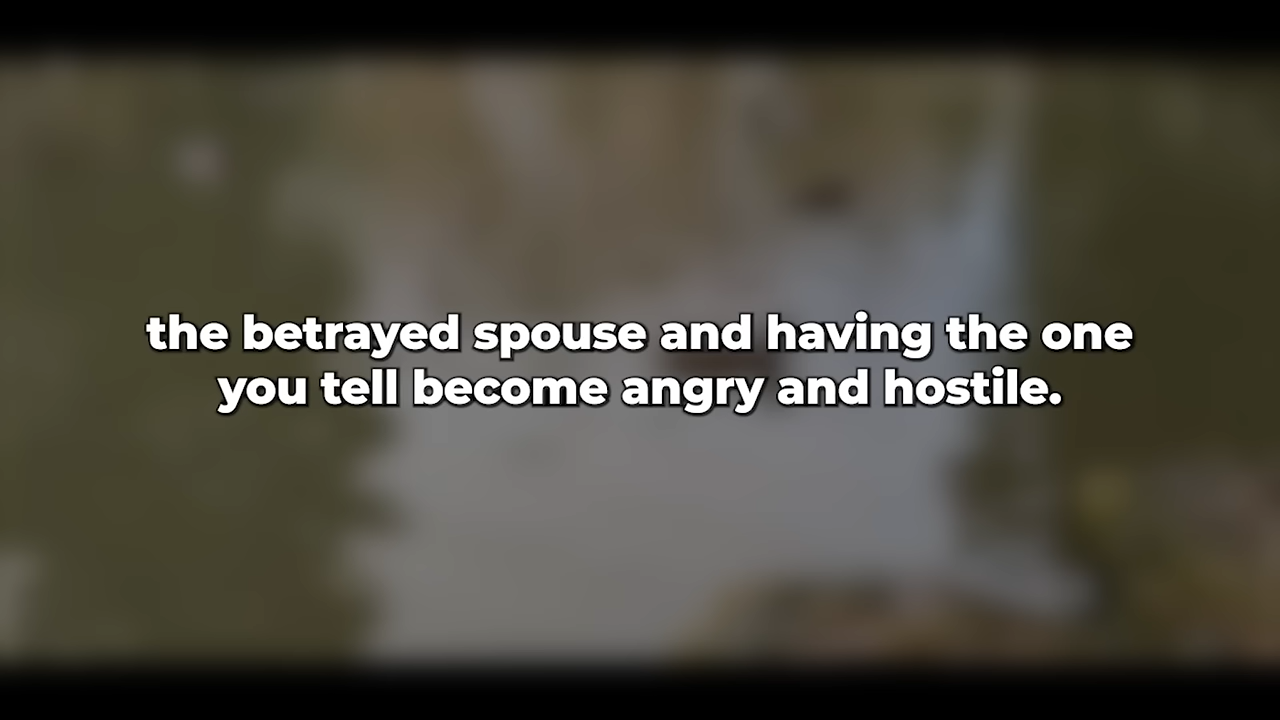 the betrayed spouse and having the one
you tell become angry and hostile.